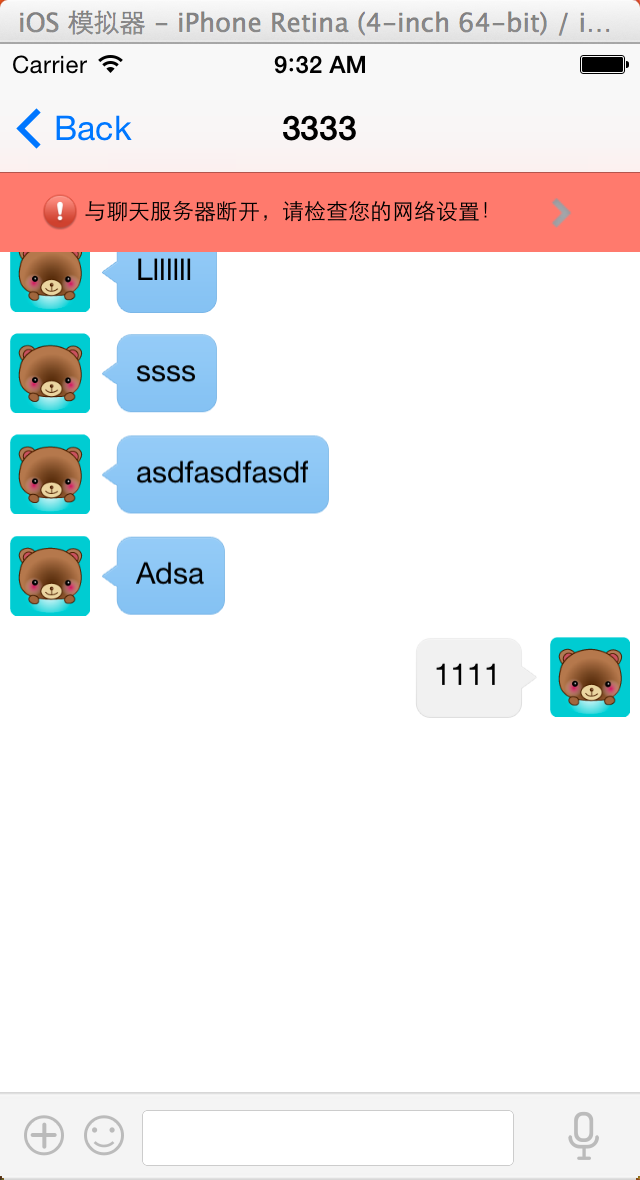 iOS 模拟器 - iPhone Retina (4-inch 64-bit) / i...
Carrier 9:32 AM
Back 3333
与聊天服务器断开，请检查您的网络设置！
Lllllll
ssss
asdfasdfasdf
Adsa
1111